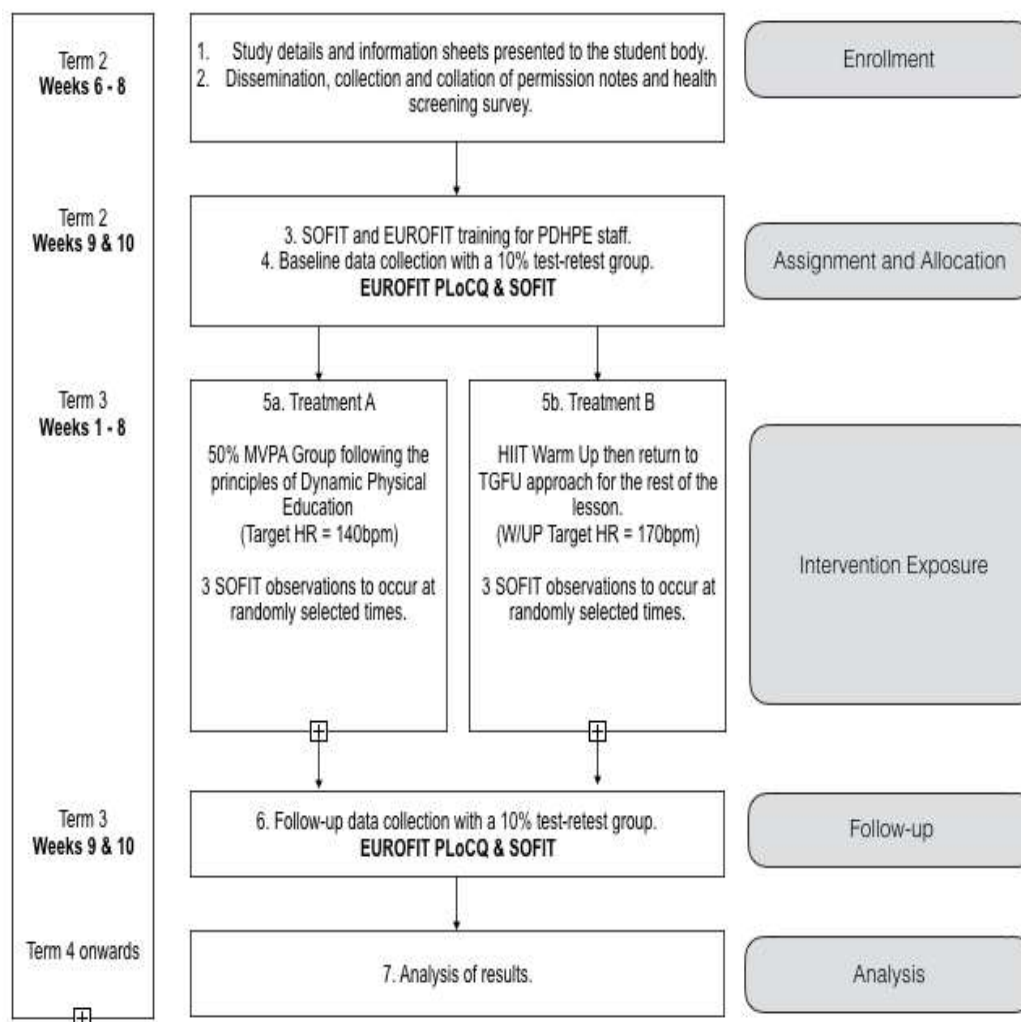 Term 2
Weeks 6 - 8
1. Study details and information sheets presented to the student body.
2. Dissemination, collection and collation of permission notes and health
screening survey.
Enrollment
Term 2
Weeks 9 & 10
3. SOFIT and EUROFIT training for PDHPE staff.
4. Baseline data collection with a 10% test-retest group.
EUROFIT PLoCQ & SOFIT
Assignment and Allocation
Term 3
Weeks 1 - 8
5a. Treatment A
50% MVPA Group following the
principles of Dynamic Physical
Education
(Target HR = 140bpm)
3 SOFIT observations to occur at
randomly selected times.
5b. Treatment B
HIIT Warm Up then return to
TGFU approach for the rest of the
lesson.
(W/UP Target HR = 170bpm)
3 SOFIT observations to occur at
randomly selected times.
Intervention Exposure
Term 3
Weeks 9 & 10
6. Follow-up data collection with a 10% test-retest group.
EUROFIT PLoCQ & SOFIT
Follow-up
Term 4 onwards
7. Analysis of results.
Analysis